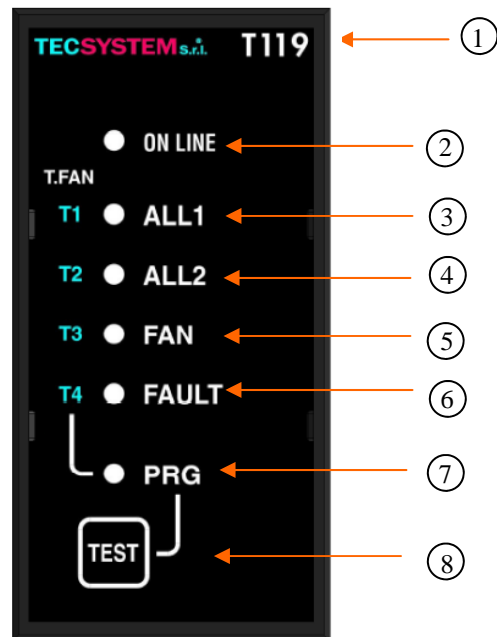 TECSYSTEM s.r.l. T119 1
ON LINE 2
T.FAN
T1 ALL1 3
T2 ALL2 4
T3 FAN 5
T4 FAULT 6
PRG 7
TEST 8